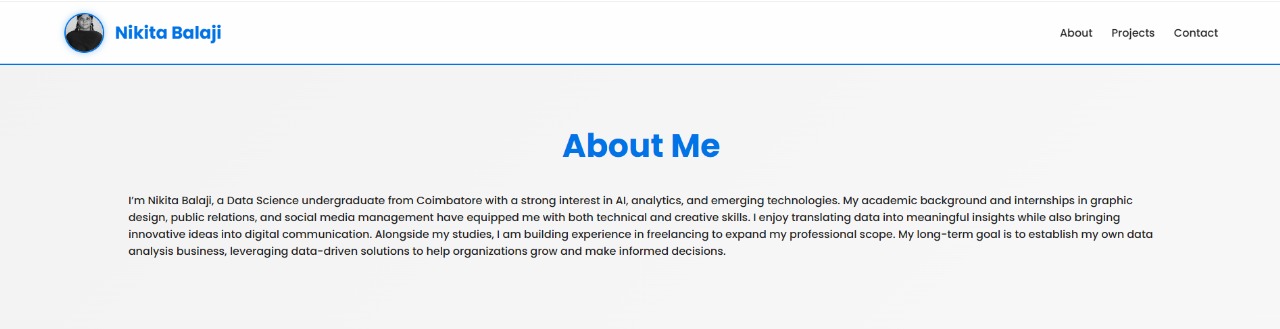 Nikita Balaji
About
Projects
Contact
About Me
I’m Nikita Balaji, a Data Science undergraduate from Coimbatore with a strong interest in AI, analytics, and emerging technologies. My academic background and internships in graphic
design, public relations, and social media management have equipped me with both technical and creative skills. I enjoy translating data into meaningful insights while also bringing
innovative ideas into digital communication. Alongside my studies, I am building experience in freelancing to expand my professional scope. My long-term goal is to establish my own data
analysis business, leveraging data-driven solutions to help organizations grow and make informed decisions.